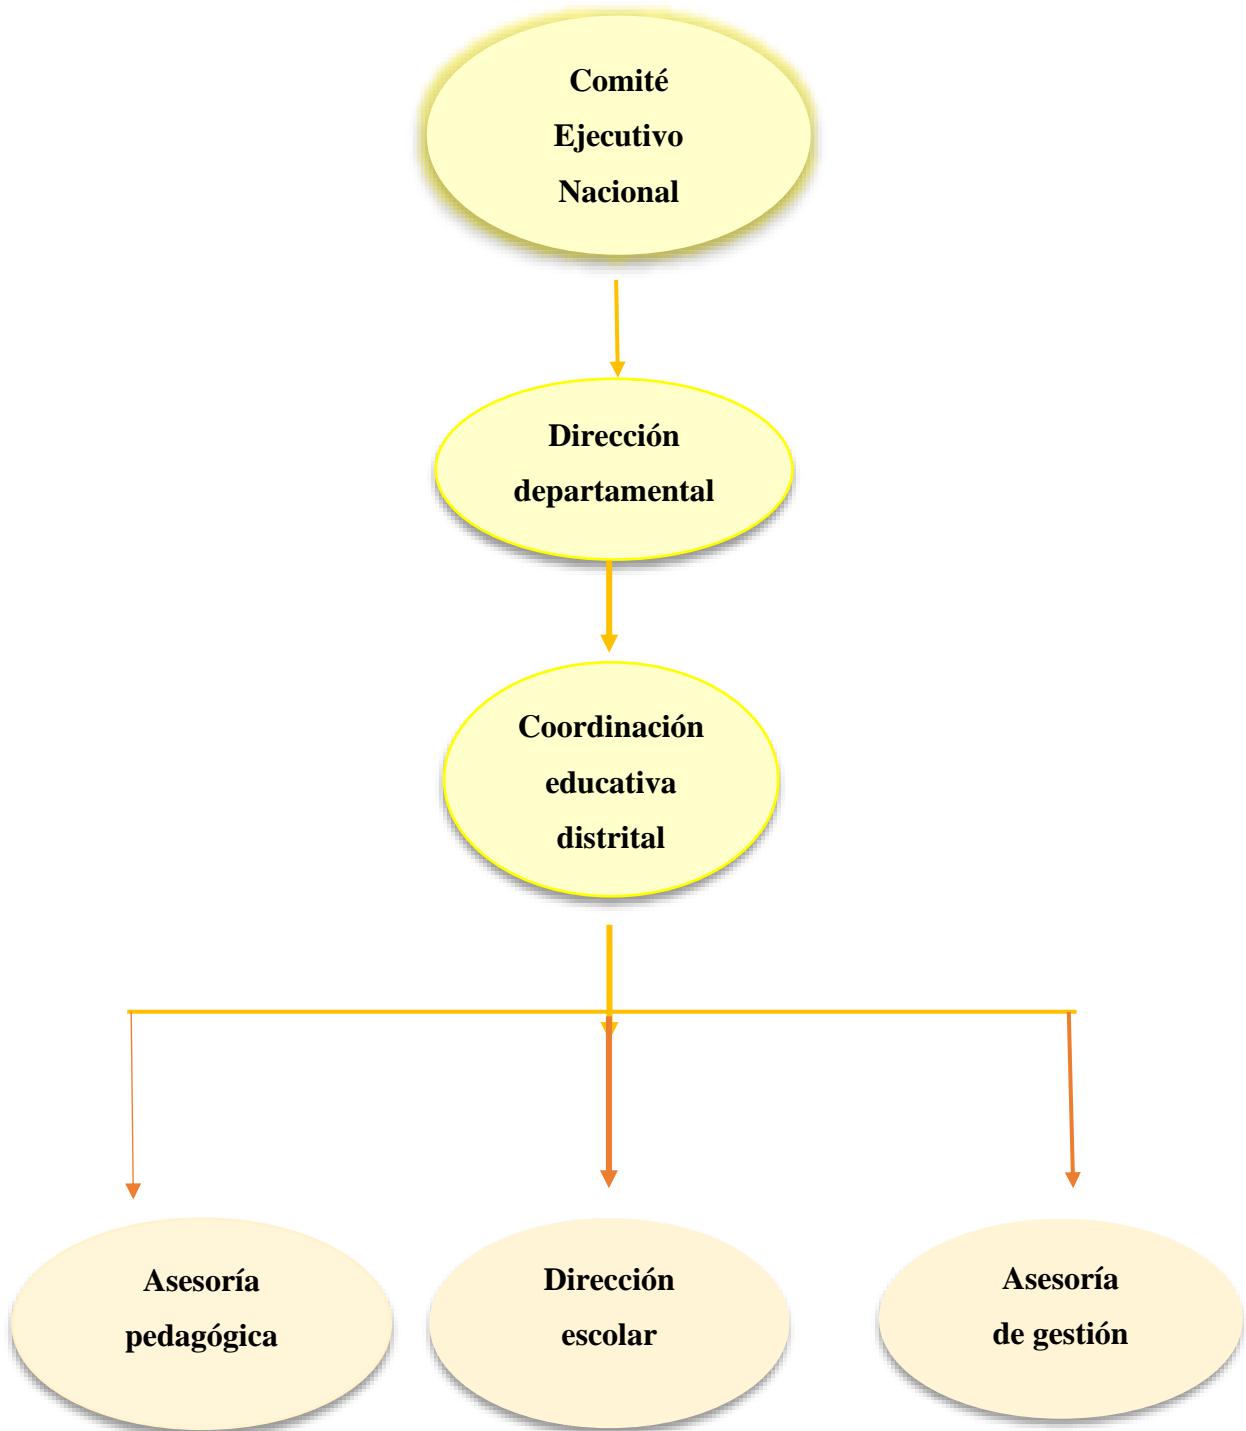 Comité
Ejecutivo
Nacional
Dirección
departamental
Coordinación
educativa
distrital
Asesoría
pedagógica
Dirección
escolar
Asesoría
de gestión